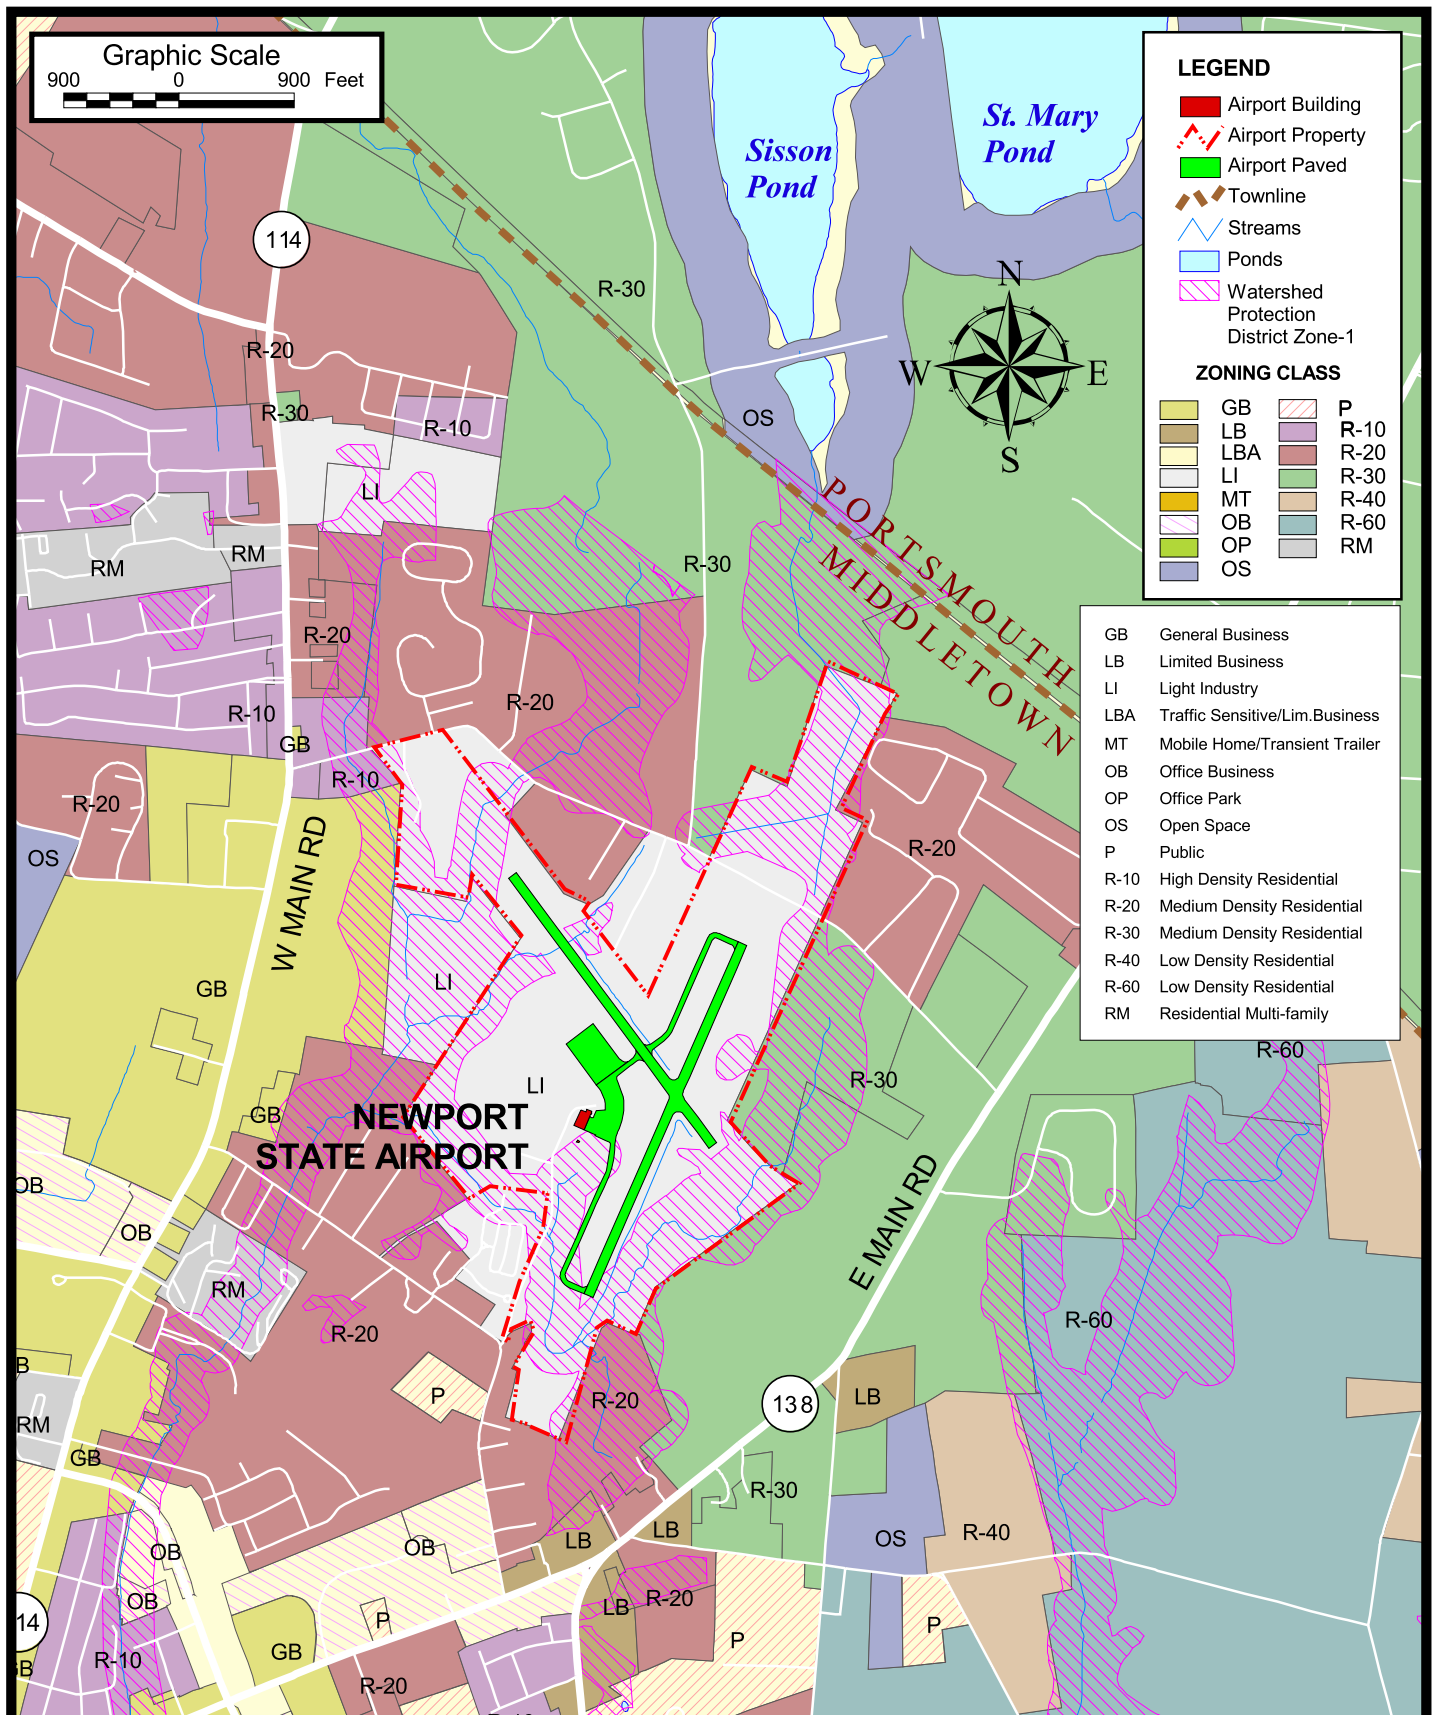 Graphic Scale
900 0 900 Feet
Sisson
Pond
St. Mary
Pond
N
W E
S
LEGEND
Airport Building
Airport Property
Airport Paved
Townline
Streams
Ponds
Watershed
Protection
District Zone-1
ZONING CLASS
GB P
LB R-10
LBA R-20
LI R-30
MT R-40
OB R-60
OP RM
OS
GB General Business
LB Limited Business
LI Light Industry
LBA Traffic Sensitive/Lim.Business
MT Mobile Home/Transient Trailer
OB Office Business
OP Office Park
OS Open Space
P Public
R-10 High Density Residential
R-20 Medium Density Residential
R-30 Medium Density Residential
R-40 Low Density Residential
R-60 Low Density Residential
RM Residential Multi-family
114
R-30
R-20
R-30
R-10
OS
LI
PORTSMOUTH
MIDDLETOWN
RM
RM
R-30
R-20
R-20
R-10
GB
R-10
R-20
OS
R-20
W MAIN RD
LI
GB
R-60
LI
R-30
GB
NEWPORT
STATE AIRPORT
OB
OB
E MAIN RD
RM
R-20
R-60
B
P
R-20
138
LB
RM
GB
R-30
LB
OS
R-40
OB
OB
LB
OB
LB
R-20
14
P
P
P
GB
R-10
GB
R-20